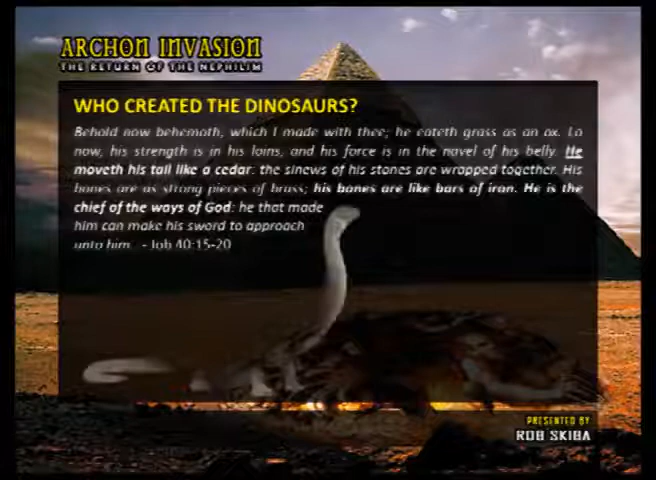 ARCHON INVASION
THE RETURN OF THE NEPHILIM
WHO CREATED THE DINOSAURS?
Behold now behemoth, which I made with thee; he eateth grass as an ox. Lo
now, his strength is in his loins, and his force is in the navel of his belly. He
moveth his tail like a cedar: the sinews of his stones are wrapped together. His
bones are as strong pieces of brass; his bones are like bars of iron. He is the
chief of the ways of God: he that made
him can make his sword to approach
unto him. - Job 40:15-20
PRESENTED BY
ROB SKIBA